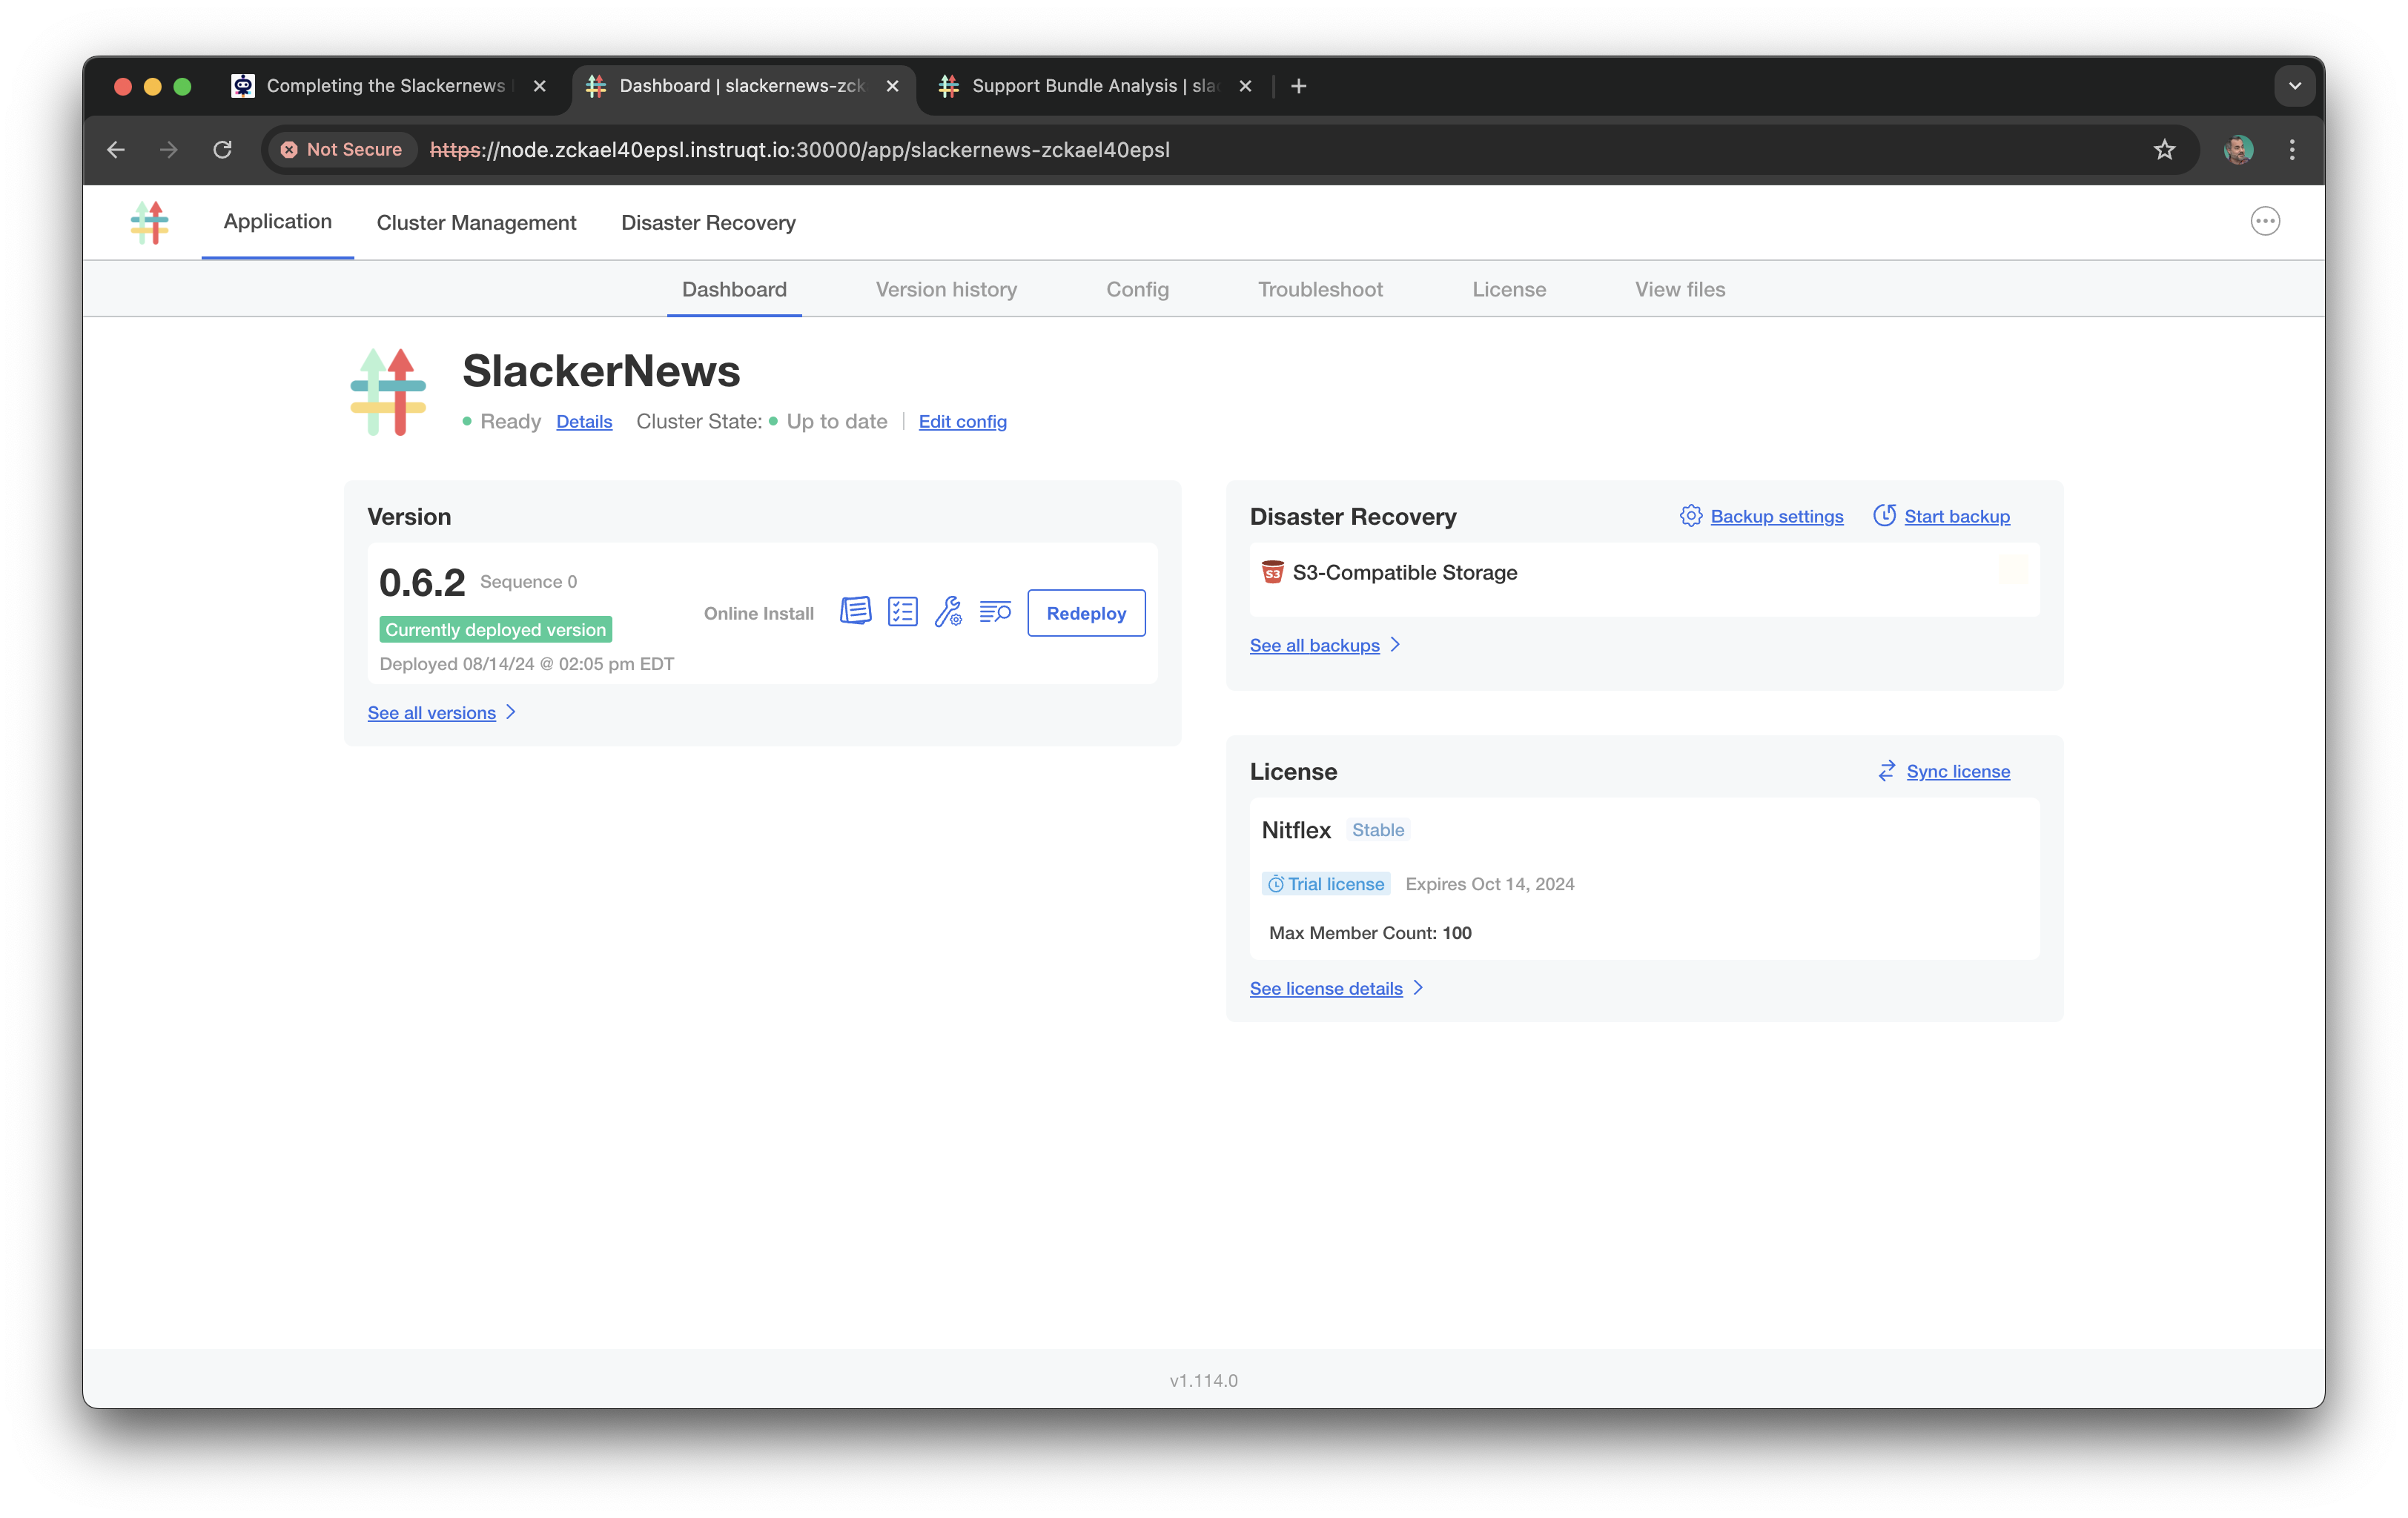 Completing the Slackernews
Dashboard | slackernews-zck
Support Bundle Analysis | sla
Not Secure
https://node.zckael40epsl.instruqt.io:30000/app/slackernews-zckael40epsl
Application
Cluster Management
Disaster Recovery
Dashboard
Version history
Config
Troubleshoot
License
View files
SlackerNews
Ready Details Cluster State: Up to date Edit config
Version
0.6.2 Sequence 0
Currently deployed version
Deployed 08/14/24 @ 02:05 pm EDT
Online Install
Redeploy
See all versions
Disaster Recovery
Backup settings
Start backup
S3 S3-Compatible Storage
See all backups
License
Sync license
Nitflex Stable
Trial license Expires Oct 14, 2024
Max Member Count: 100
See license details
v1.114.0